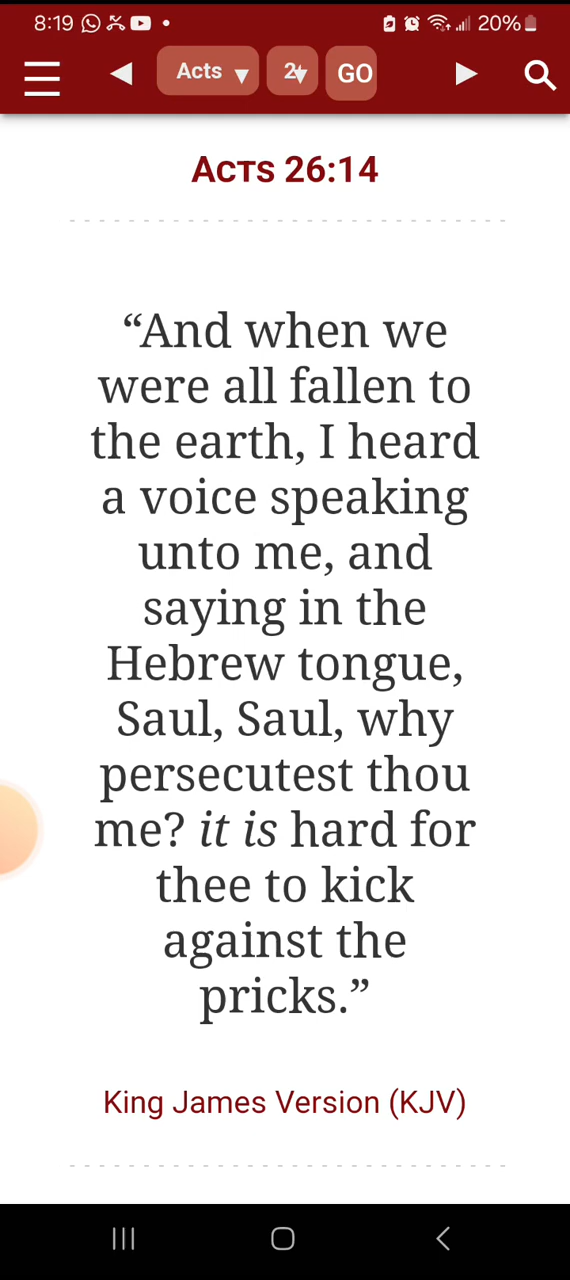 8:19 20%
Acts 2 GO
Acts 26:14
“And when we
were all fallen to
the earth, I heard
a voice speaking
unto me, and
saying in the
Hebrew tongue,
Saul, Saul, why
persecutest thou
me? it is hard for
thee to kick
against the
pricks.”
King James Version (KJV)